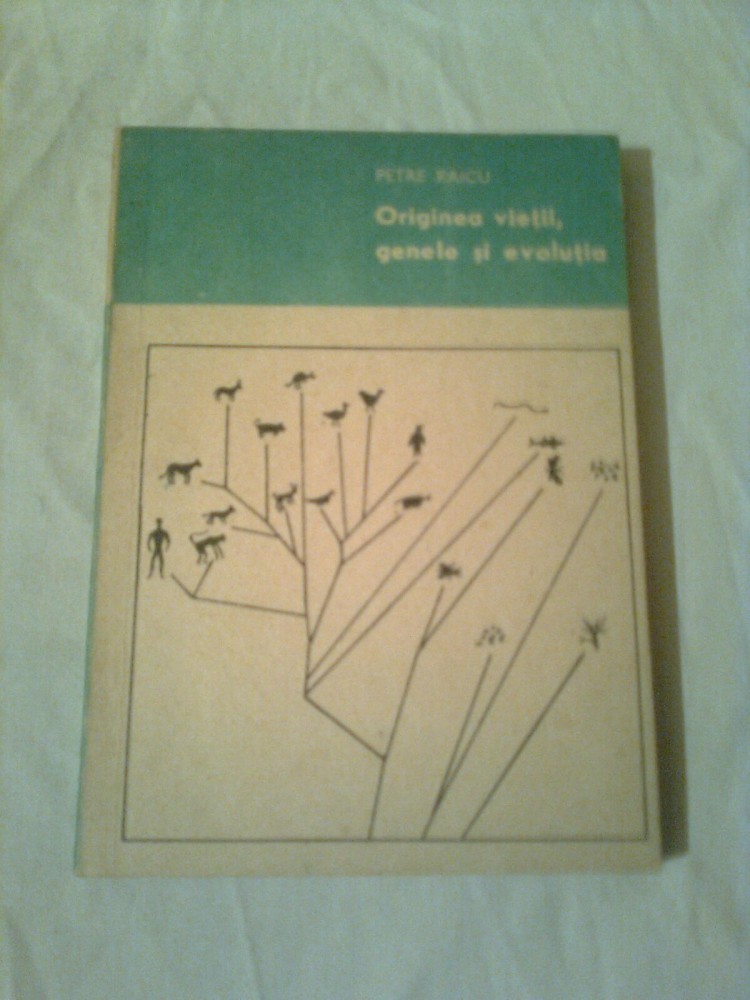 PETRE RAICU
Originea vieții,
genele și evoluția